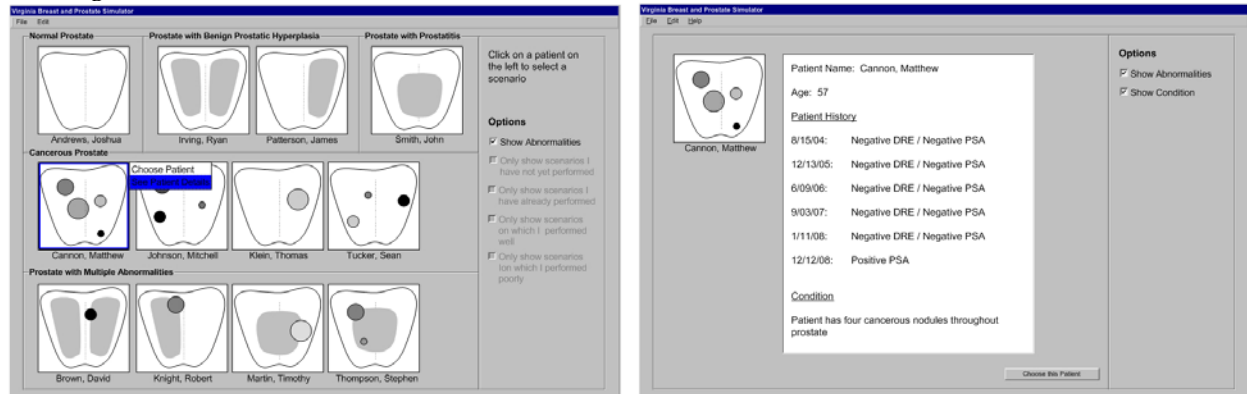 Virginia Breast and Prostate Simulator
File Edit
Normal Prostate
Prostate with Benign Prostatic Hyperplasia
Prostate with Prostatitis
Andrews, Joshua
Irving, Ryan
Patterson, James
Smith, John
Cancerous Prostate
Choose Patient
See Patient Details
Cannon, Matthew
Johnson, Mitchell
Klein, Thomas
Tucker, Sean
Prostate with Multiple Abnormalities
Brown, David
Knight, Robert
Martin, Timothy
Thompson, Stephen
Click on a patient on
the left to select a
scenario
Options
Show Abnormalities
Only show scenarios I
have not yet performed
Only show scenarios I
have already performed
Only show scenarios
on which I performed
well
Only show scenarios
Ion which I performed
poorly
Virginia Breast and Prostate Simulator
File Edit Help
Cannon, Matthew
Patient Name: Cannon, Matthew
Age: 57
Patient History
8/15/04: Negative DRE / Negative PSA
12/13/05: Negative DRE / Negative PSA
6/09/06: Negative DRE / Negative PSA
9/03/07: Negative DRE / Negative PSA
1/11/08: Negative DRE / Negative PSA
12/12/08: Positive PSA
Condition
Patient has four cancerous nodules throughout
prostate
Choose this Patient
Options
Show Abnormalities
Show Condition